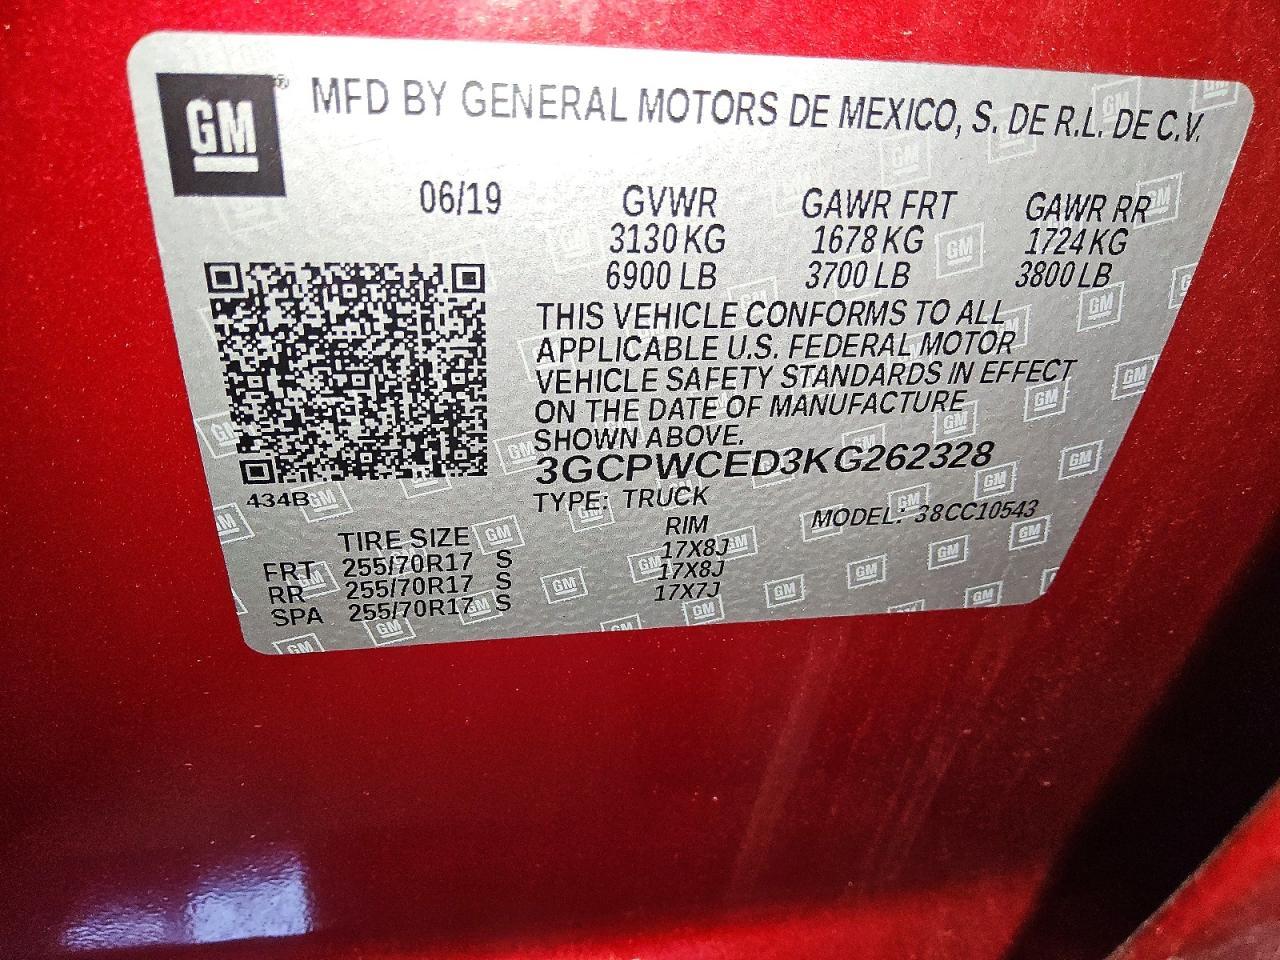 GM® MFD BY GENERAL MOTORS DE MEXICO, S. DE R.L. DE C.V.
06/19 GVWR GAWR FRT GAWR RR
3130 KG 1678 KG 1724 KG
6900 LB 3700 LB 3800 LB
THIS VEHICLE CONFORMS TO ALL
APPLICABLE U.S. FEDERAL MOTOR
VEHICLE SAFETY STANDARDS IN EFFECT
ON THE DATE OF MANUFACTURE
SHOWN ABOVE.
3GCPWCED3KG262328
434B TYPE: TRUCK
MODEL: 38CC10543
TIRE SIZE RIM
FRT 255/70R17 S 17X8J
RR 255/70R17 S 17X8J
SPA 255/70R17 S 17X7J